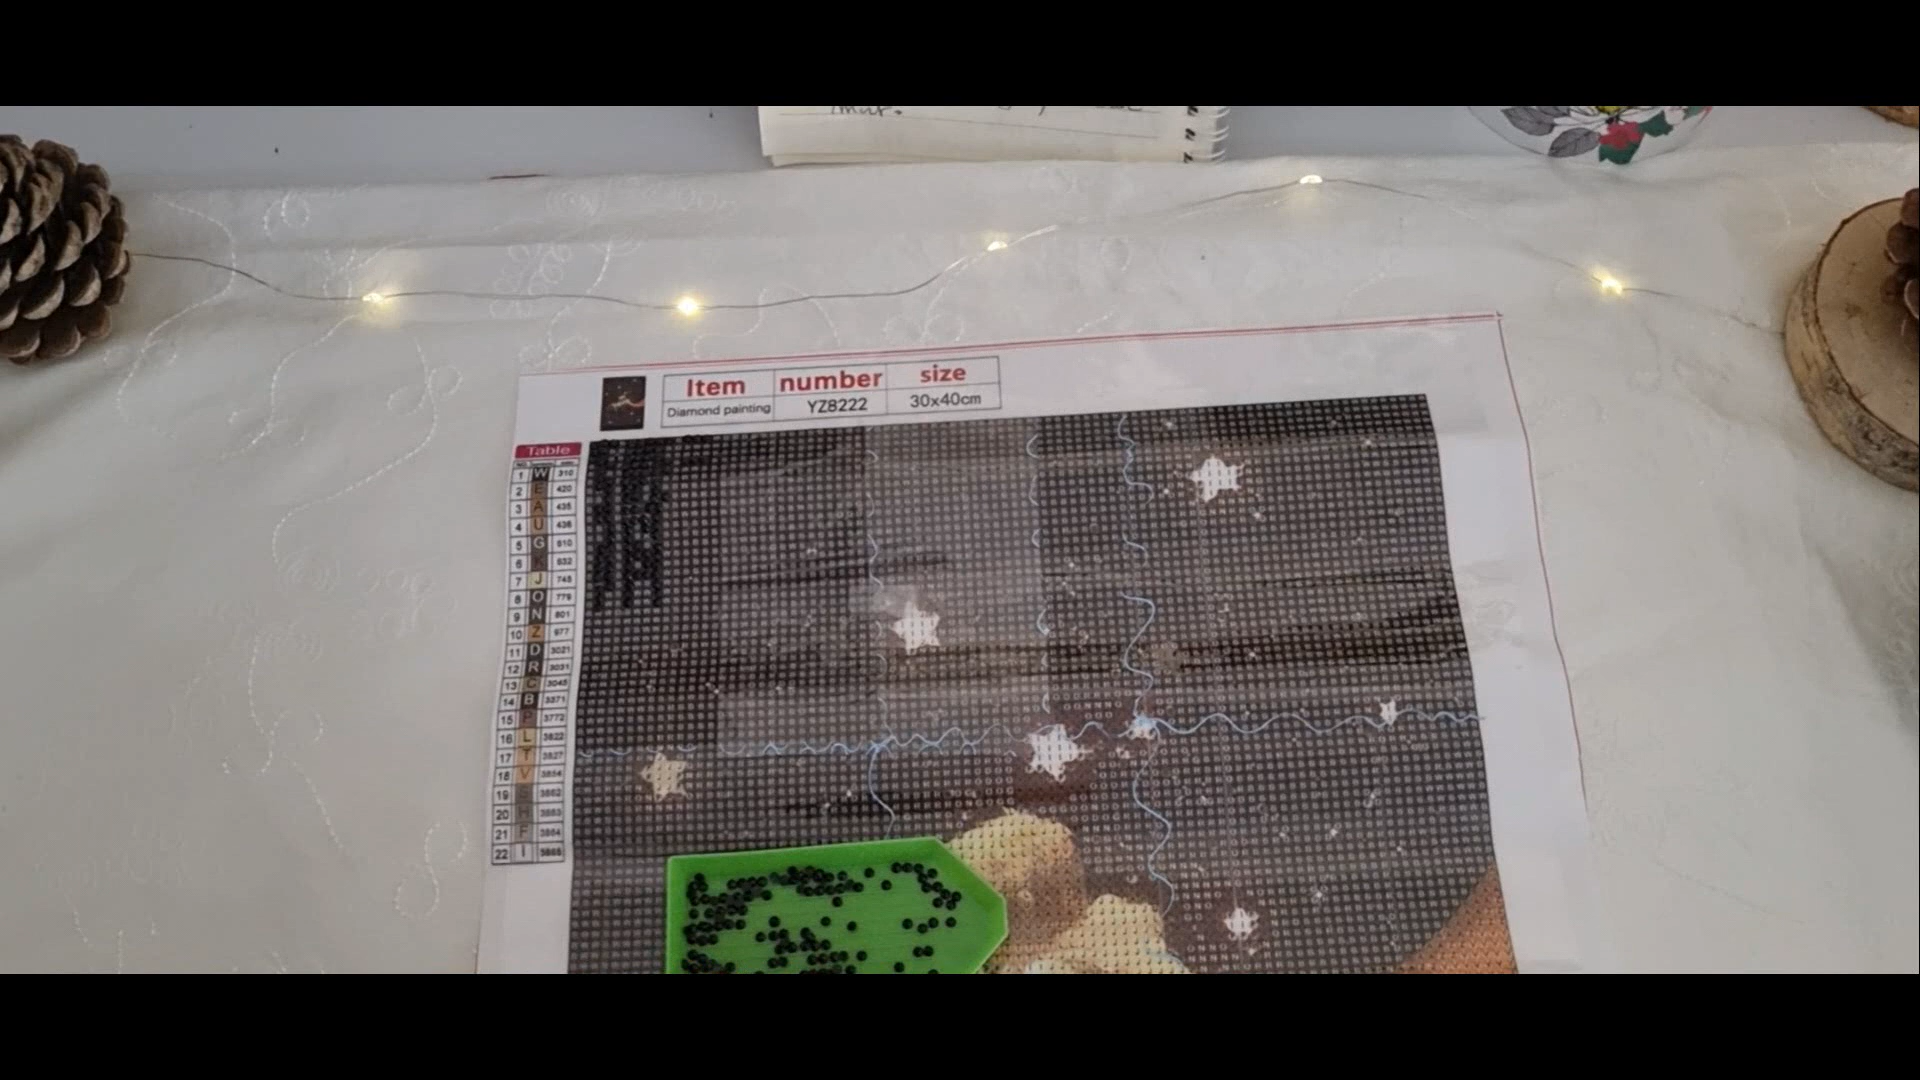 Item number size
Diamond painting YZ8222 30x40cm
Table
1 W 310
2 E 420
3 A 435
4 U 436
5 G 610
6 K 632
7 J 745
8 O 779
9 N 801
10 Z 977
11 D 3021
12 R 3031
13 C 3045
14 B 3371
15 P 3772
16 L 3822
17 T 3827
18 V 3854
19 3862
20 H 3863
21 F 3864
22 I 3865